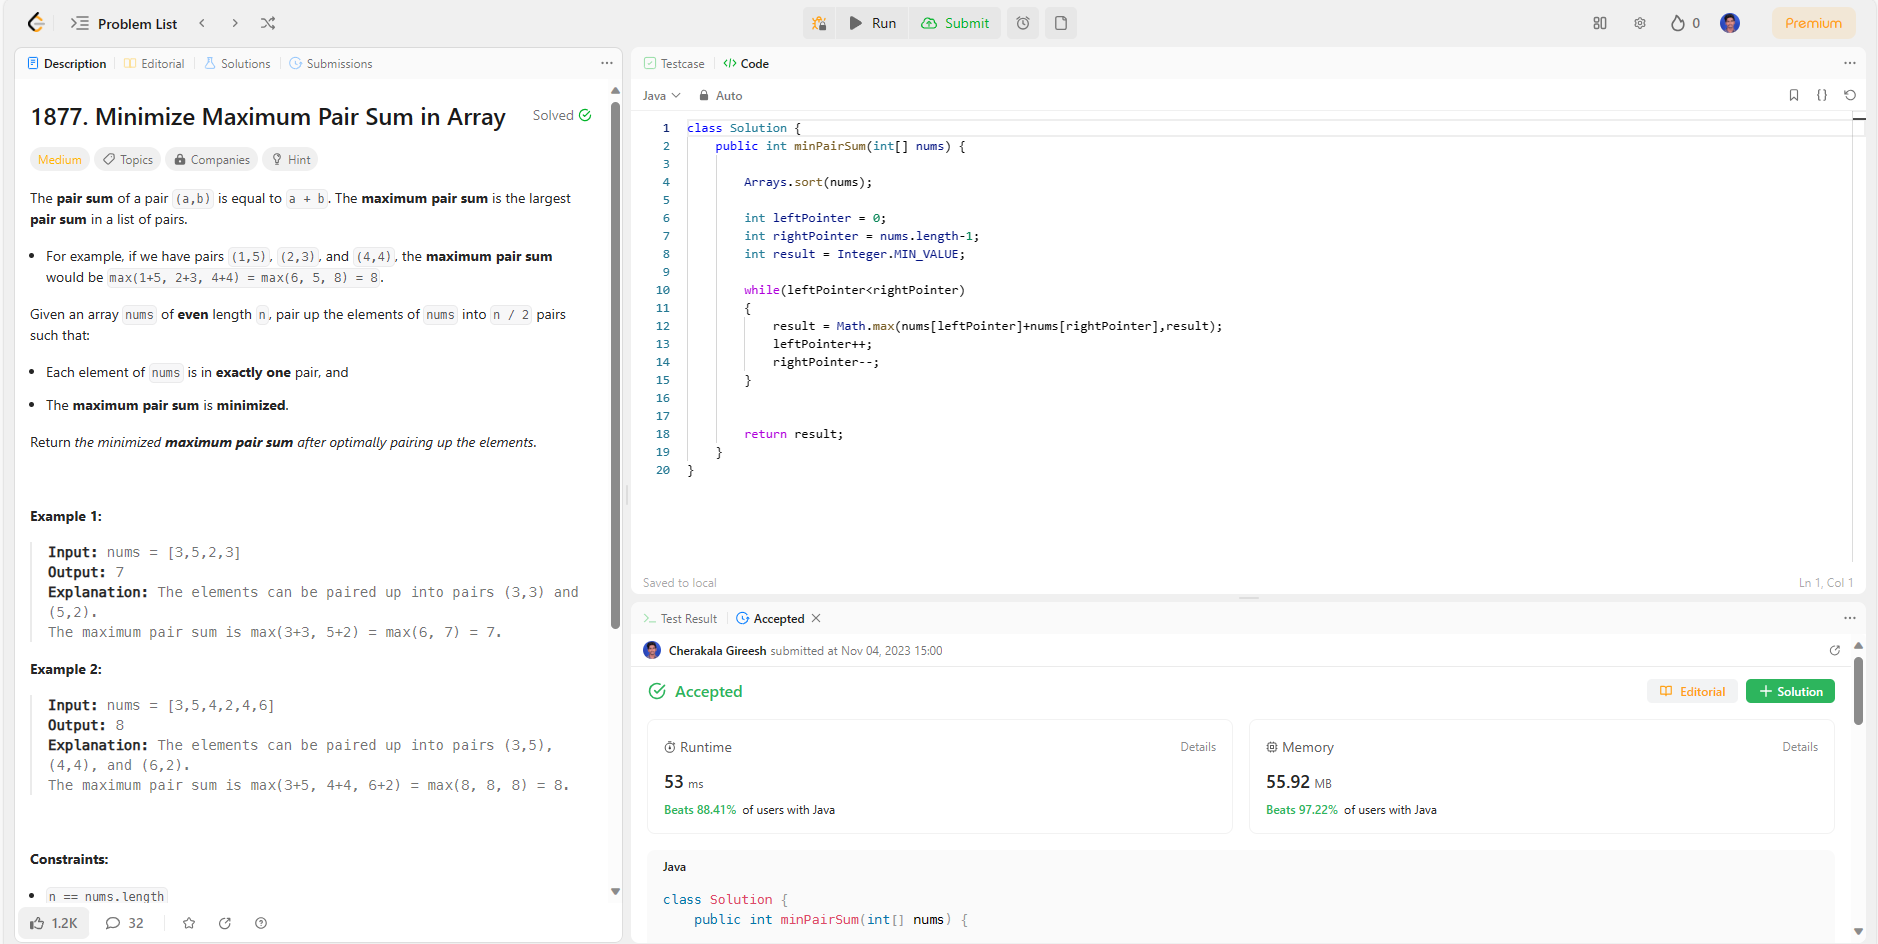 Problem List
Run
Submit
0
Premium
Description
Editorial
Solutions
Submissions
1877. Minimize Maximum Pair Sum in Array
Solved
Medium
Topics
Companies
Hint
The pair sum of a pair (a,b) is equal to a + b. The maximum pair sum is the largest
pair sum in a list of pairs.
• For example, if we have pairs (1,5), (2,3), and (4,4), the maximum pair sum
would be max(1+5, 2+3, 4+4) = max(6, 5, 8) = 8.
Given an array nums of even length n, pair up the elements of nums into n / 2 pairs
such that:
• Each element of nums is in exactly one pair, and
• The maximum pair sum is minimized.
Return the minimized maximum pair sum after optimally pairing up the elements.
Example 1:
Input: nums = [3,5,2,3]
Output: 7
Explanation: The elements can be paired up into pairs (3,3) and
(5,2).
The maximum pair sum is max(3+3, 5+2) = max(6, 7) = 7.
Example 2:
Input: nums = [3,5,4,2,4,6]
Output: 8
Explanation: The elements can be paired up into pairs (3,5),
(4,4), and (6,2).
The maximum pair sum is max(3+5, 4+4, 6+2) = max(8, 8, 8) = 8.
Constraints:
• n == nums.length
1.2K
32
Testcase
</> Code
Java
Auto
{}
1 class Solution {
2 public int minPairSum(int[] nums) {
3
4 Arrays.sort(nums);
5
6 int leftPointer = 0;
7 int rightPointer = nums.length-1;
8 int result = Integer.MIN_VALUE;
9
10 while(leftPointer<rightPointer)
11 {
12 result = Math.max(nums[leftPointer]+nums[rightPointer],result);
13 leftPointer++;
14 rightPointer--;
15 }
16
17
18 return result;
19 }
20 }
Saved to local
Ln 1, Col 1
Test Result
Accepted
Cherakala Gireesh submitted at Nov 04, 2023 15:00
Accepted
Editorial
+ Solution
Runtime
Details
53 ms
Beats 88.41% of users with Java
Memory
Details
55.92 MB
Beats 97.22% of users with Java
Java
class Solution {
public int minPairSum(int[] nums) {